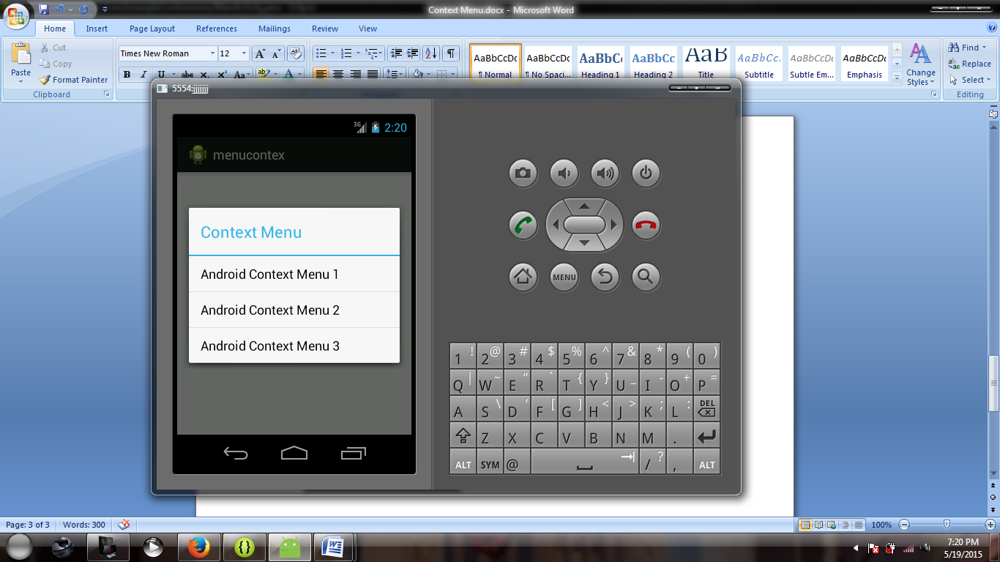 Context Menu.docx - Microsoft Word
Home Insert Page Layout References Mailings Review View
Paste
Cut
Copy
Format Painter
Clipboard
Times New Roman 12
B I U abc x₂ x² Aa
AaBbCcDc AaBbCcDc AaBbC AaBbCc AaB AaBbCc. AaBbCcDc AaBbCcDc
¶ Normal ¶ No Spaci... Heading 1 Heading 2 Title Subtitle Subtle Em... Emphasis
Change Styles
Find
Replace
Select
Editing
5554:jjjjjjj
3G 2:20
menucontex
Context Menu
Android Context Menu 1
Android Context Menu 2
Android Context Menu 3
MENU
1 ! 2 @ 3 # 4 $ 5 % 6 ^ 7 & 8 * 9 ( 0 )
Q | W ~ E “ R ` T { Y } U _ I - O + P =
A S \ D ‘ F [ G ] H < J > K ; L : DEL
Z X C V B N M .
ALT SYM @ / ? , ALT
Page: 3 of 3 Words: 300 100%
7:20 PM
5/19/2015